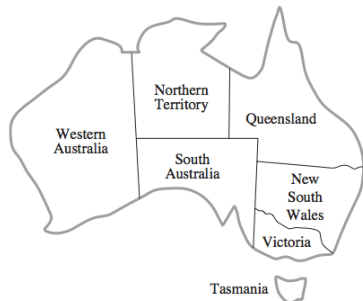 Northern
Territory
Western
Australia
Queensland
South
Australia
New
South
Wales
Victoria
Tasmania